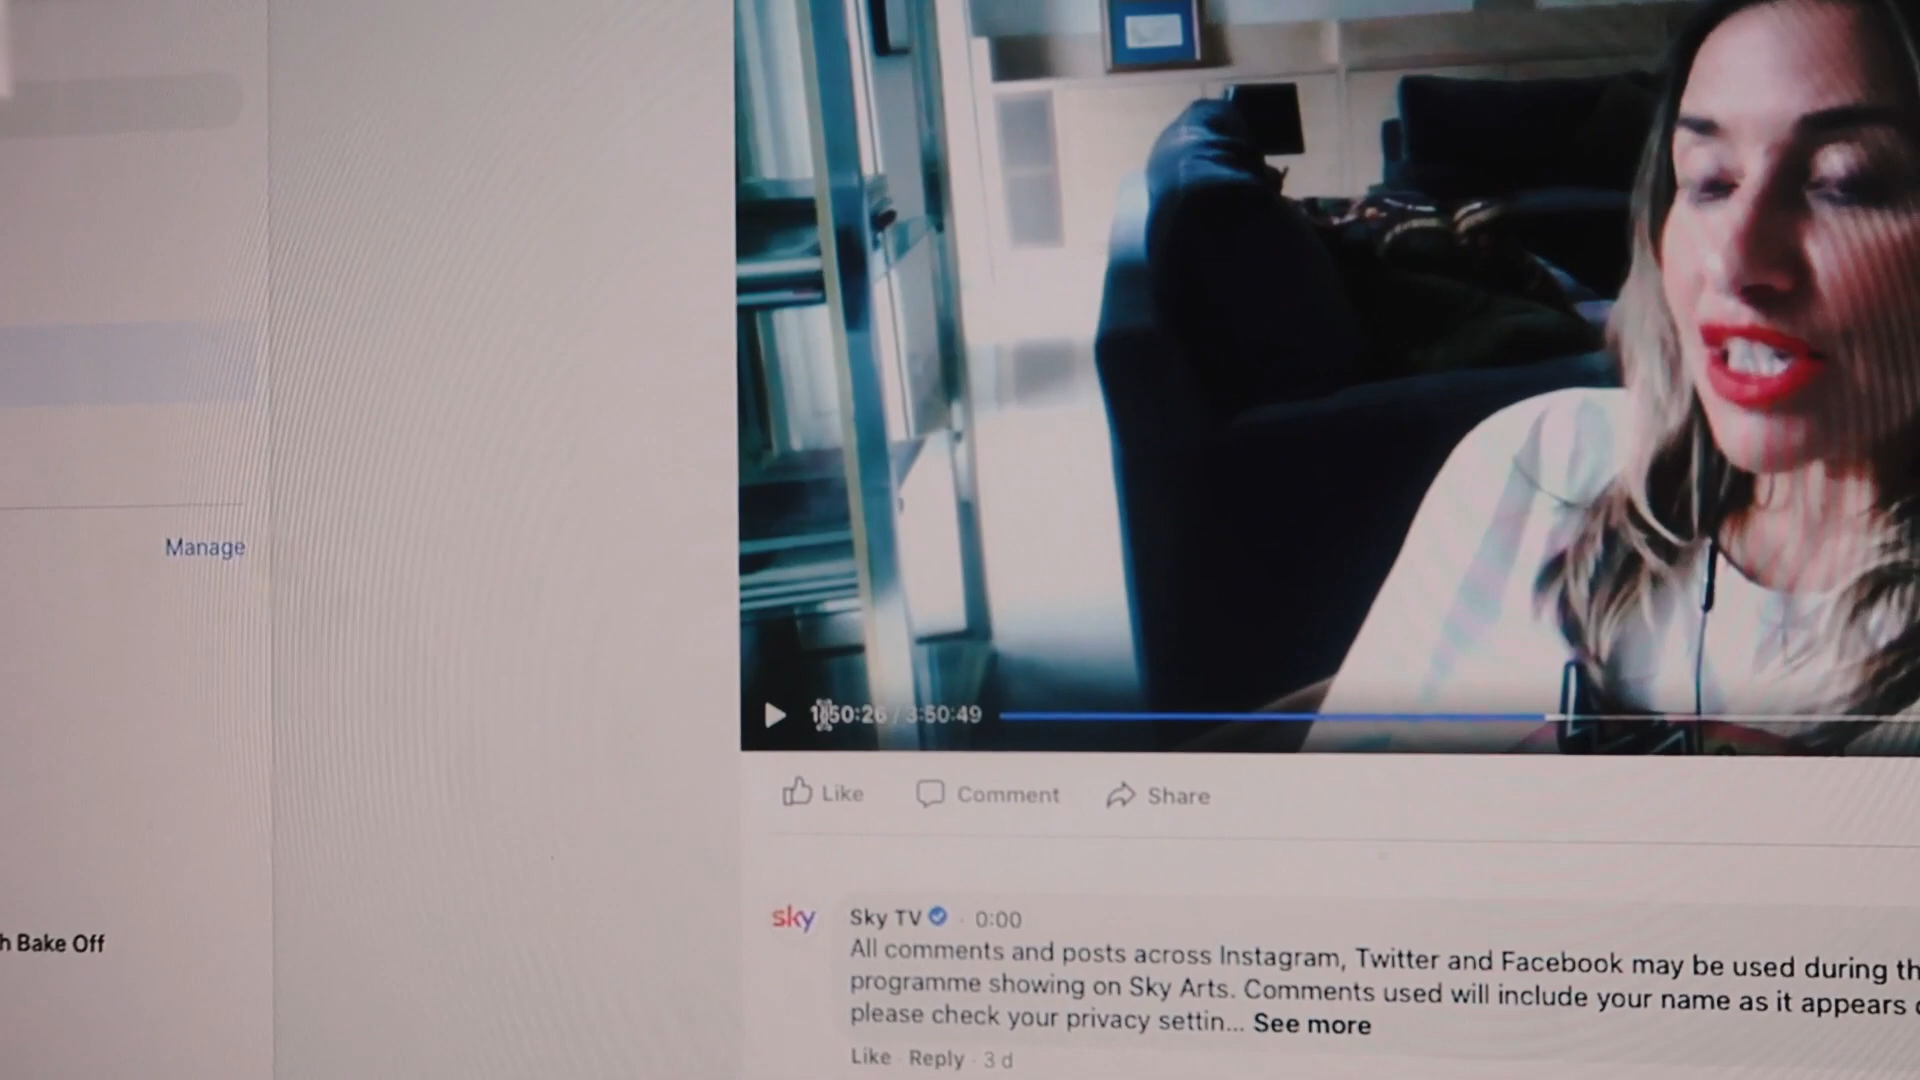 Manage
h Bake Off
1:50:26 / 3:50:49
Like Comment Share
sky
Sky TV · 0:00
All comments and posts across Instagram, Twitter and Facebook may be used during th
programme showing on Sky Arts. Comments used will include your name as it appears o
please check your privacy settin... See more
Like · Reply · 3 d